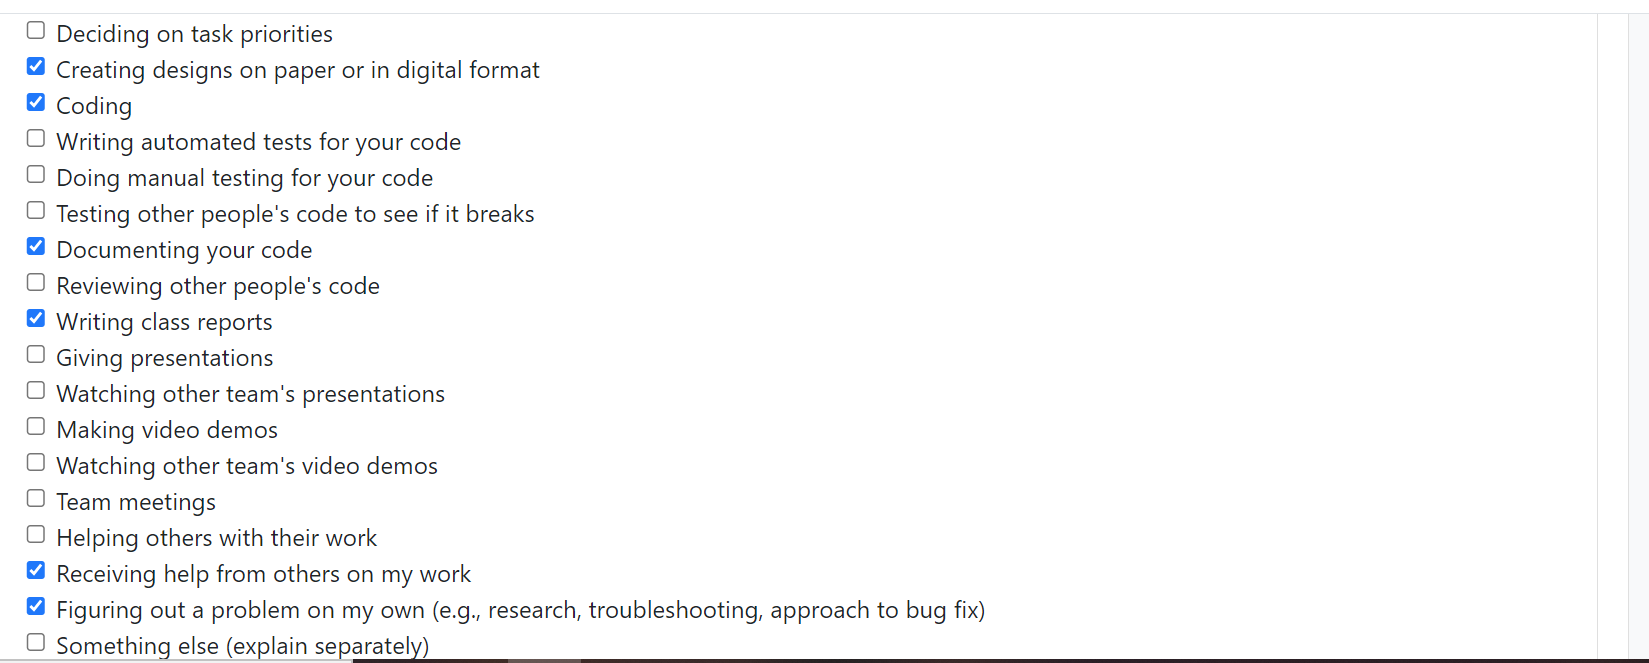 Deciding on task priorities
Creating designs on paper or in digital format
Coding
Writing automated tests for your code
Doing manual testing for your code
Testing other people's code to see if it breaks
Documenting your code
Reviewing other people's code
Writing class reports
Giving presentations
Watching other team's presentations
Making video demos
Watching other team's video demos
Team meetings
Helping others with their work
Receiving help from others on my work
Figuring out a problem on my own (e.g., research, troubleshooting, approach to bug fix)
Something else (explain separately)